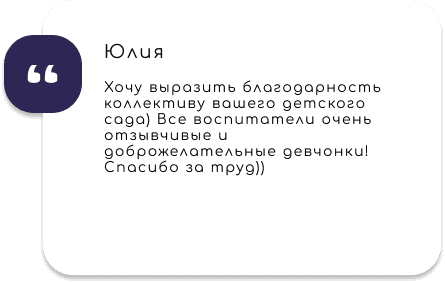 Юлия
Хочу выразить благодарность
коллективу вашего детского
сада) Все воспитатели очень
отзывчивые и
доброжелательные девчонки!
Спасибо за труд))